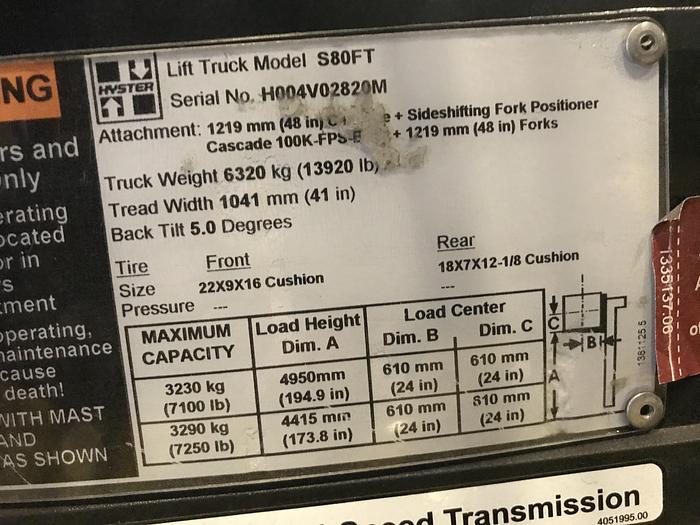 NG
rs and
nly
erating
ocated
or in
s
tment
operating,
maintenance
cause
death!
WITH MAST
AND
AS SHOWN
HYSTER
Lift Truck Model S80FT
Serial No. H004V02820M
Attachment: 1219 mm (48 in) e + Sideshifting Fork Positioner
Cascade 100K-FPS- + 1219 mm (48 in) Forks
Truck Weight 6320 kg (13920 lb)
Tread Width 1041 mm (41 in)
Back Tilt 5.0 Degrees
Tire Front Rear
Size 22X9X16 Cushion 18X7X12-1/8 Cushion
Pressure --- ---
MAXIMUM CAPACITY Load Height Dim. A Load Center Dim. B Dim. C
3230 kg (7100 lb) 4950mm (194.9 in) 610 mm (24 in) 610 mm (24 in)
3290 kg (7250 lb) 4415 mm (173.8 in) 610 mm (24 in) 610 mm (24 in)
C
B
A
1381125.5
133513706
Speed Transmission
4051995.00